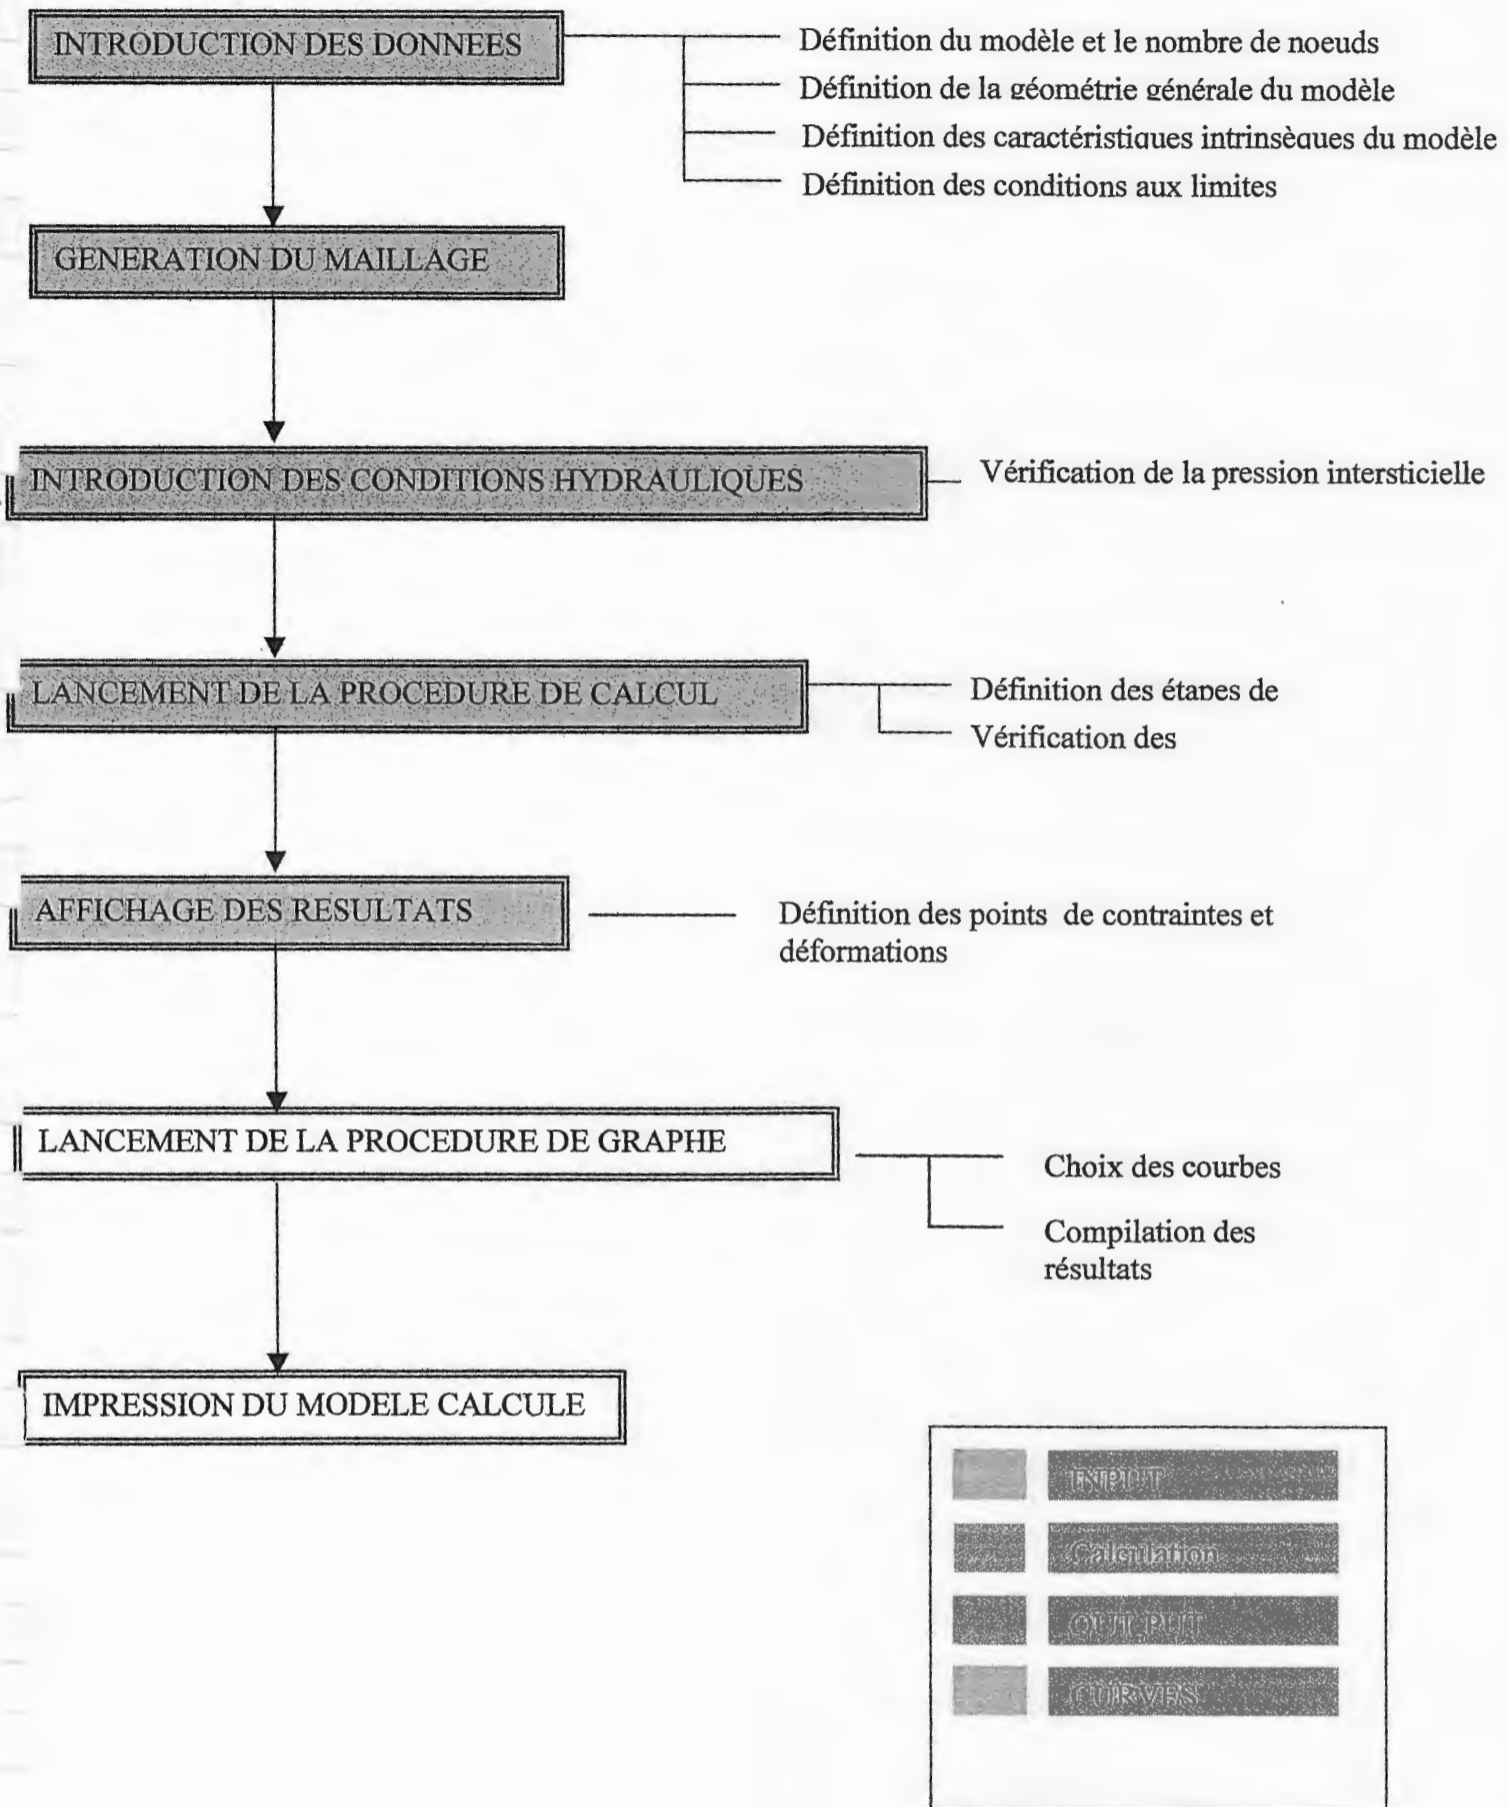 INTRODUCTION DES DONNEES
Définition du modèle et le nombre de noeuds
Définition de la géométrie générale du modèle
Définition des caractéristiques intrinsèques du modèle
Définition des conditions aux limites
GENERATION DU MAILLAGE
INTRODUCTION DES CONDITIONS HYDRAULIQUES
Vérification de la pression intersticielle
LANCEMENT DE LA PROCEDURE DE CALCUL
Définition des étapes de
Vérification des
AFFICHAGE DES RESULTATS
Définition des points de contraintes et
déformations
LANCEMENT DE LA PROCEDURE DE GRAPHE
Choix des courbes
Compilation des
résultats
IMPRESSION DU MODELE CALCULE
INPUT
Calculation
OUT PUT
CURVES